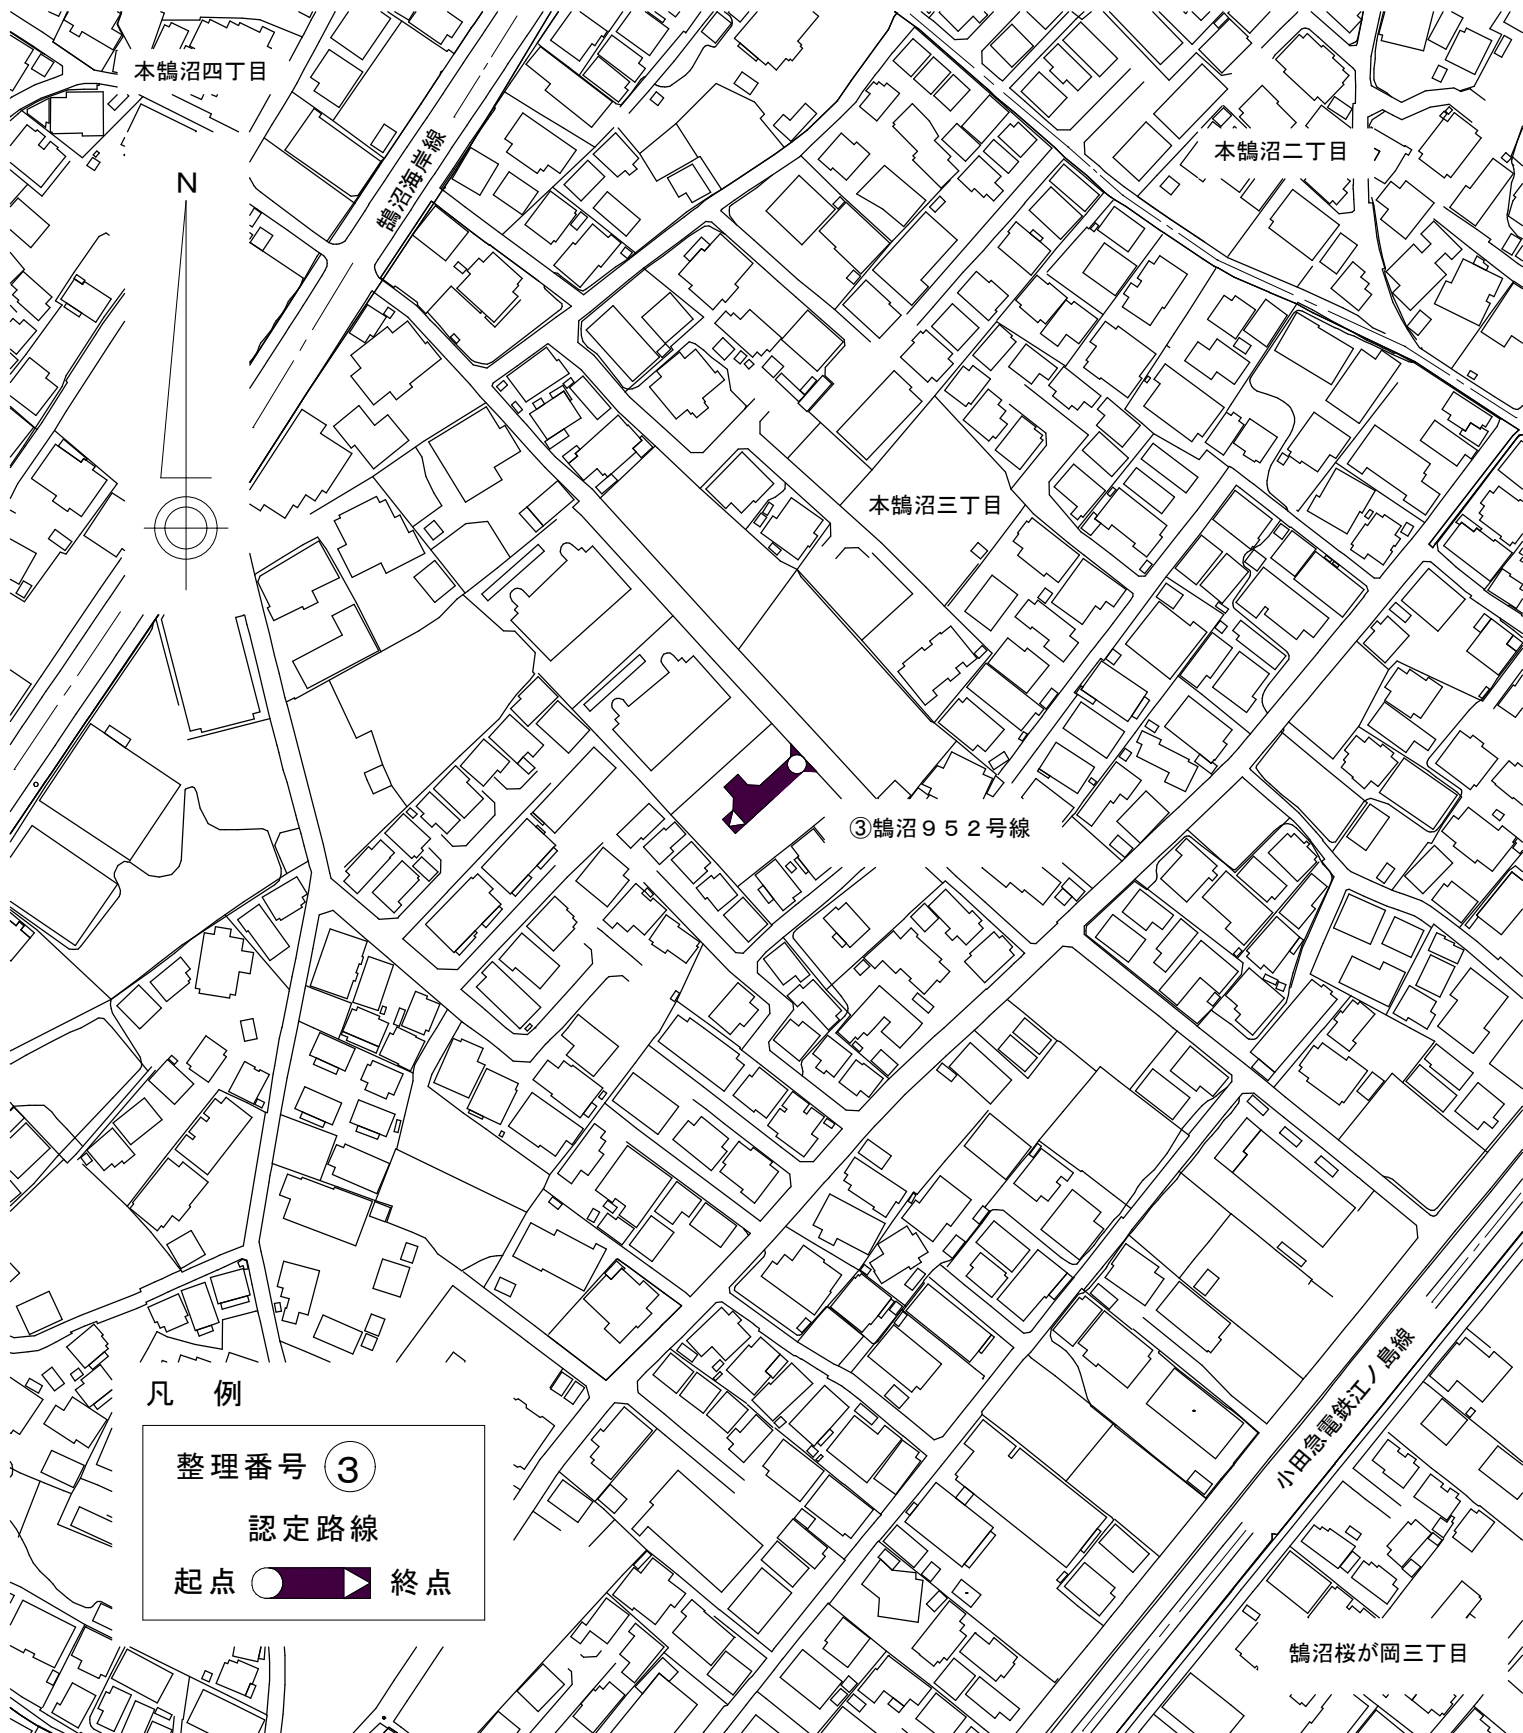 本鵠沼四丁目
鵠沼海岸線
本鵠沼二丁目
N
本鵠沼三丁目
③鵠沼９５２号線
小田急電鉄江ノ島線
凡 例
整理番号 ③
認定路線
起点 終点
鵠沼桜が岡三丁目